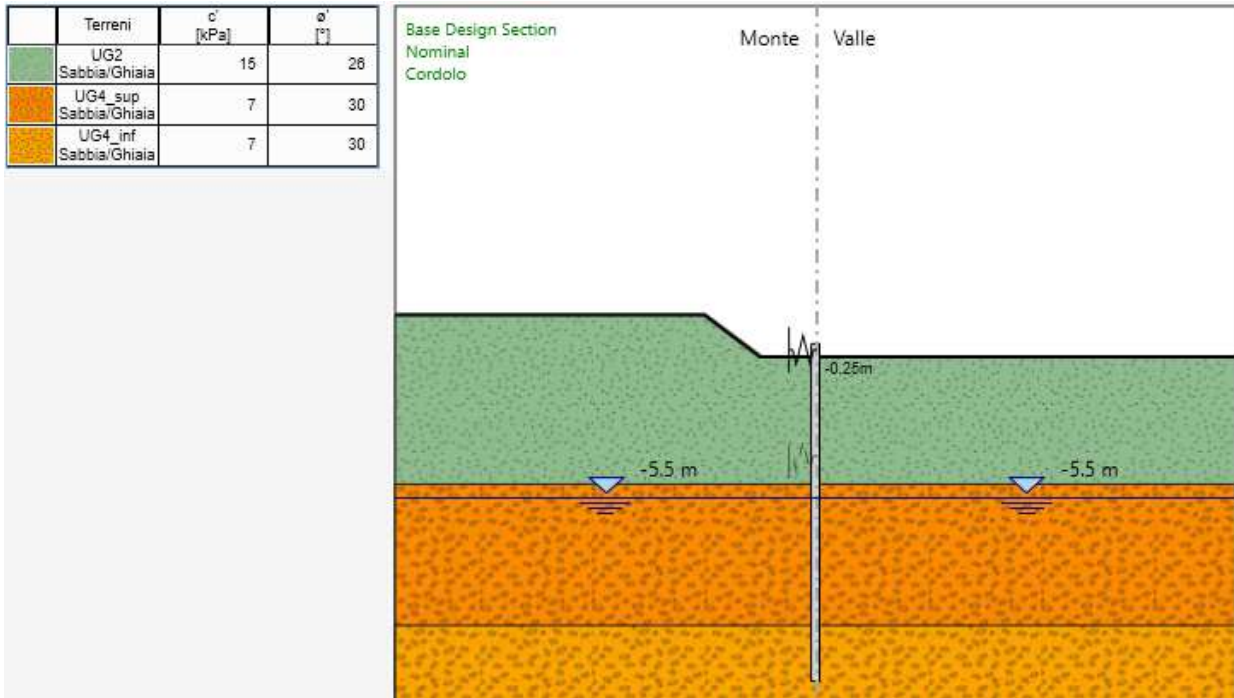 Terreni c' ø'
[kPa] [°]
UG2
Sabbia/Ghiaia 15 26
UG4_sup
Sabbia/Ghiaia 7 30
UG4_inf
Sabbia/Ghiaia 7 30
Base Design Section
Nominal
Cordolo
Monte Valle
-0.25m
-5.5 m -5.5 m